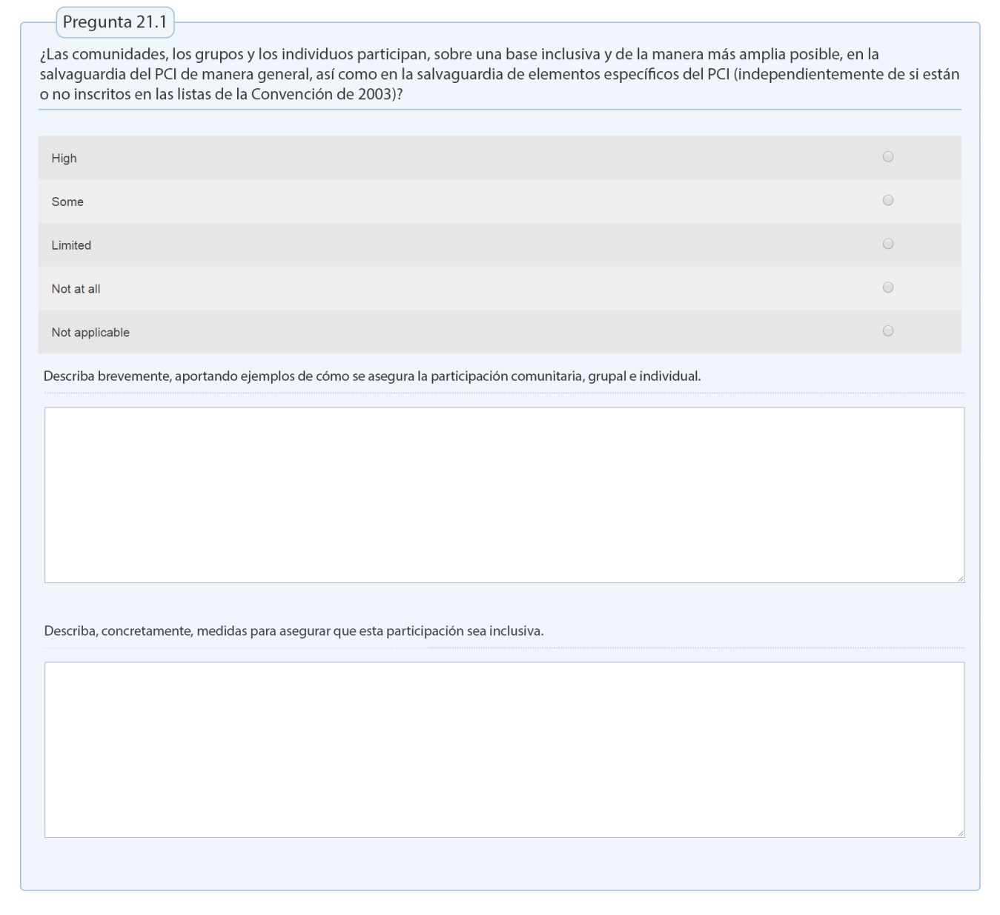 Pregunta 21.1
¿Las comunidades, los grupos y los individuos participan, sobre una base inclusiva y de la manera más amplia posible, en la
salvaguardia del PCI de manera general, así como en la salvaguardia de elementos específicos del PCI (independientemente de si están
o no inscritos en las listas de la Convención de 2003)?
High
Some
Limited
Not at all
Not applicable
Describa brevemente, aportando ejemplos de cómo se asegura la participación comunitaria, grupal e individual.
Describa, concretamente, medidas para asegurar que esta participación sea inclusiva.